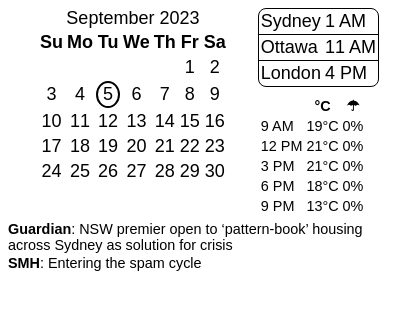 September 2023
Su Mo Tu We Th Fr Sa
1 2
3 4 5 6 7 8 9
10 11 12 13 14 15 16
17 18 19 20 21 22 23
24 25 26 27 28 29 30
Sydney 1 AM
Ottawa 11 AM
London 4 PM
°C ☂
9 AM 19°C 0%
12 PM 21°C 0%
3 PM 21°C 0%
6 PM 18°C 0%
9 PM 13°C 0%
Guardian: NSW premier open to ‘pattern-book’ housing
across Sydney as solution for crisis
SMH: Entering the spam cycle